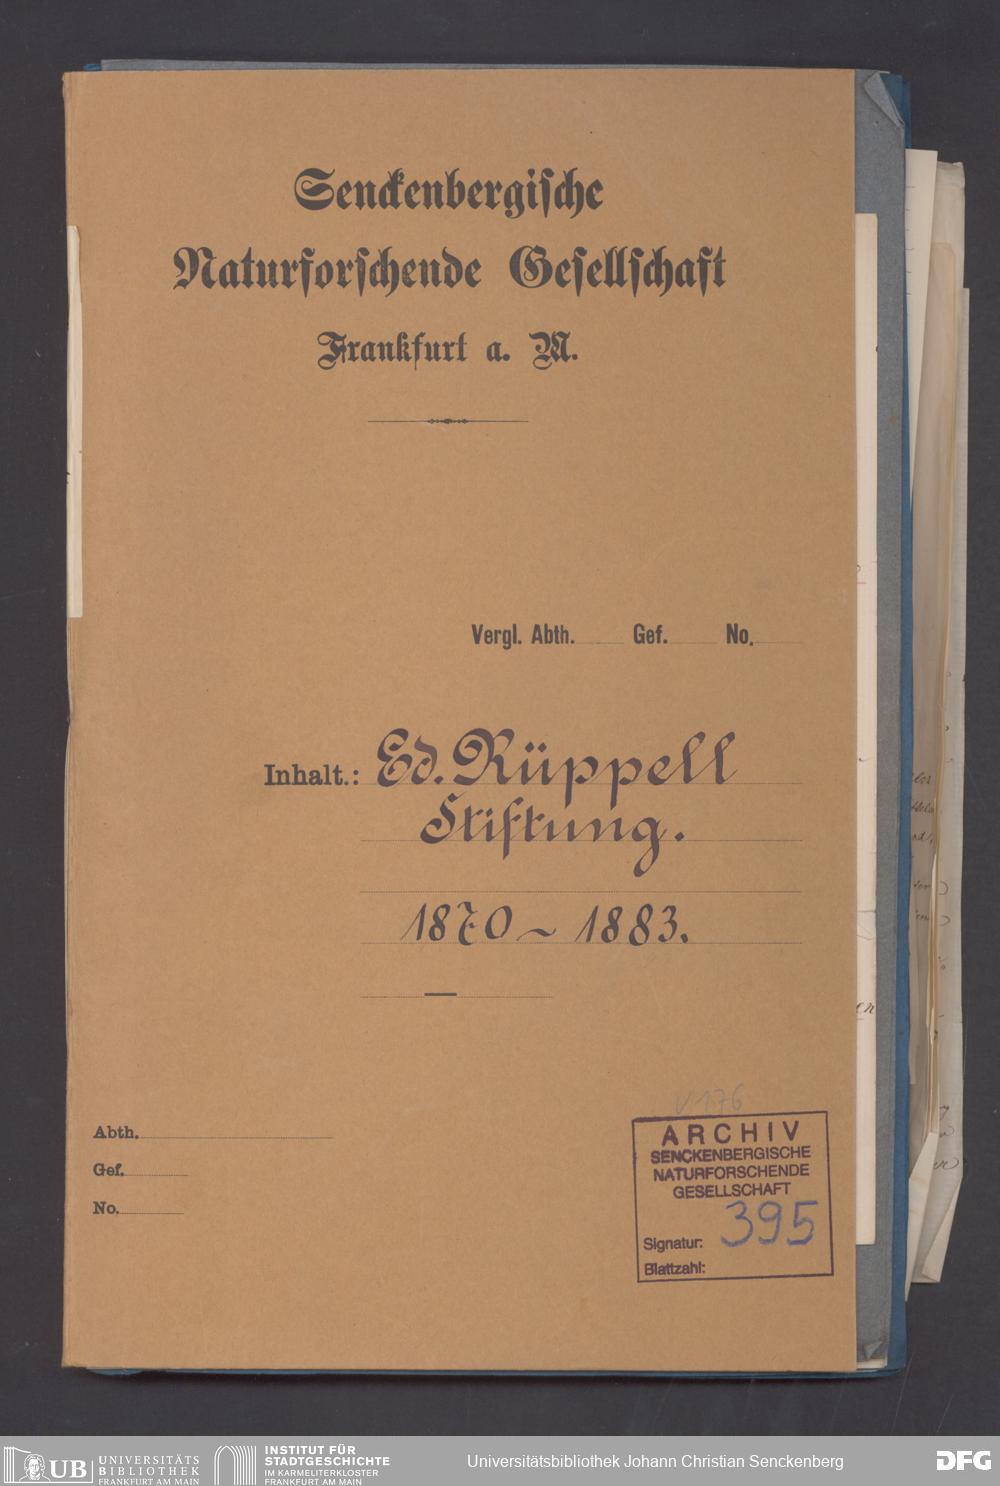 Senckenbergische
Naturforschende Gesellschaft
Frankfurt a. M.
Vergl. Abth. Gef. No.
Inhalt.: Ed. Rüppell
Stiftung.
1870 ~ 1883.
V 176
ARCHIV
SENCKENBERGISCHE
NATURFORSCHENDE
GESELLSCHAFT
Signatur: 395
Blattzahl:
Abth.
Gef.
No.
UB UNIVERSITÄTS
BIBLIOTHEK
FRANKFURT AM MAIN
INSTITUT FÜR
STADTGESCHICHTE
IM KARMELITERKLOSTER
FRANKFURT AM MAIN
Universitätsbibliothek Johann Christian Senckenberg
DFG